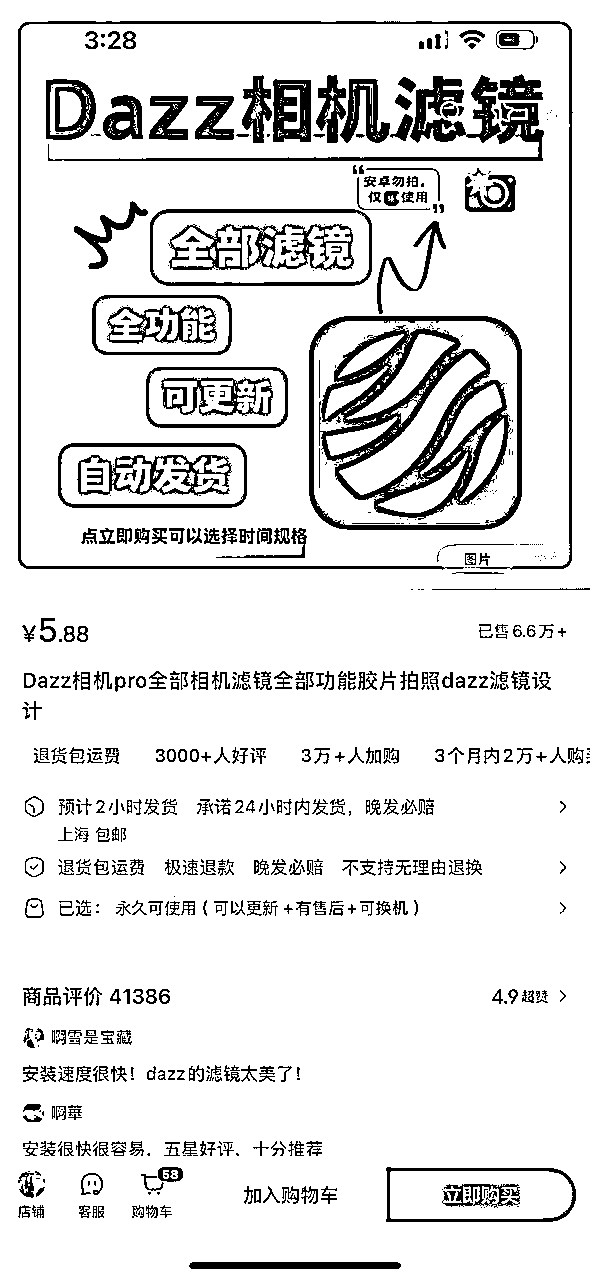 3:28
Dazz相机滤镜
安卓勿拍,
仅 使用
全部滤镜
全功能
可更新
自动发货
点立即购买可以选择时间规格
图片
¥5.88
已售6.6万+
Dazz相机pro全部相机滤镜全部功能胶片拍照dazz滤镜设
计
退货包运费 3000+人好评 3万+人加购 3个月内2万+人购买
预计2小时发货 承诺24小时内发货，晚发必赔
上海 包邮
退货包运费 极速退款 晚发必赔 不支持无理由退换
已选： 永久可使用（可以更新+有售后+可换机）
商品评价 41386
4.9超赞
啊雪是宝藏
安装速度很快！dazz的滤镜太美了！
啊華
安装很快很容易，五星好评、十分推荐
68
店铺 客服 购物车 加入购物车 立即购买